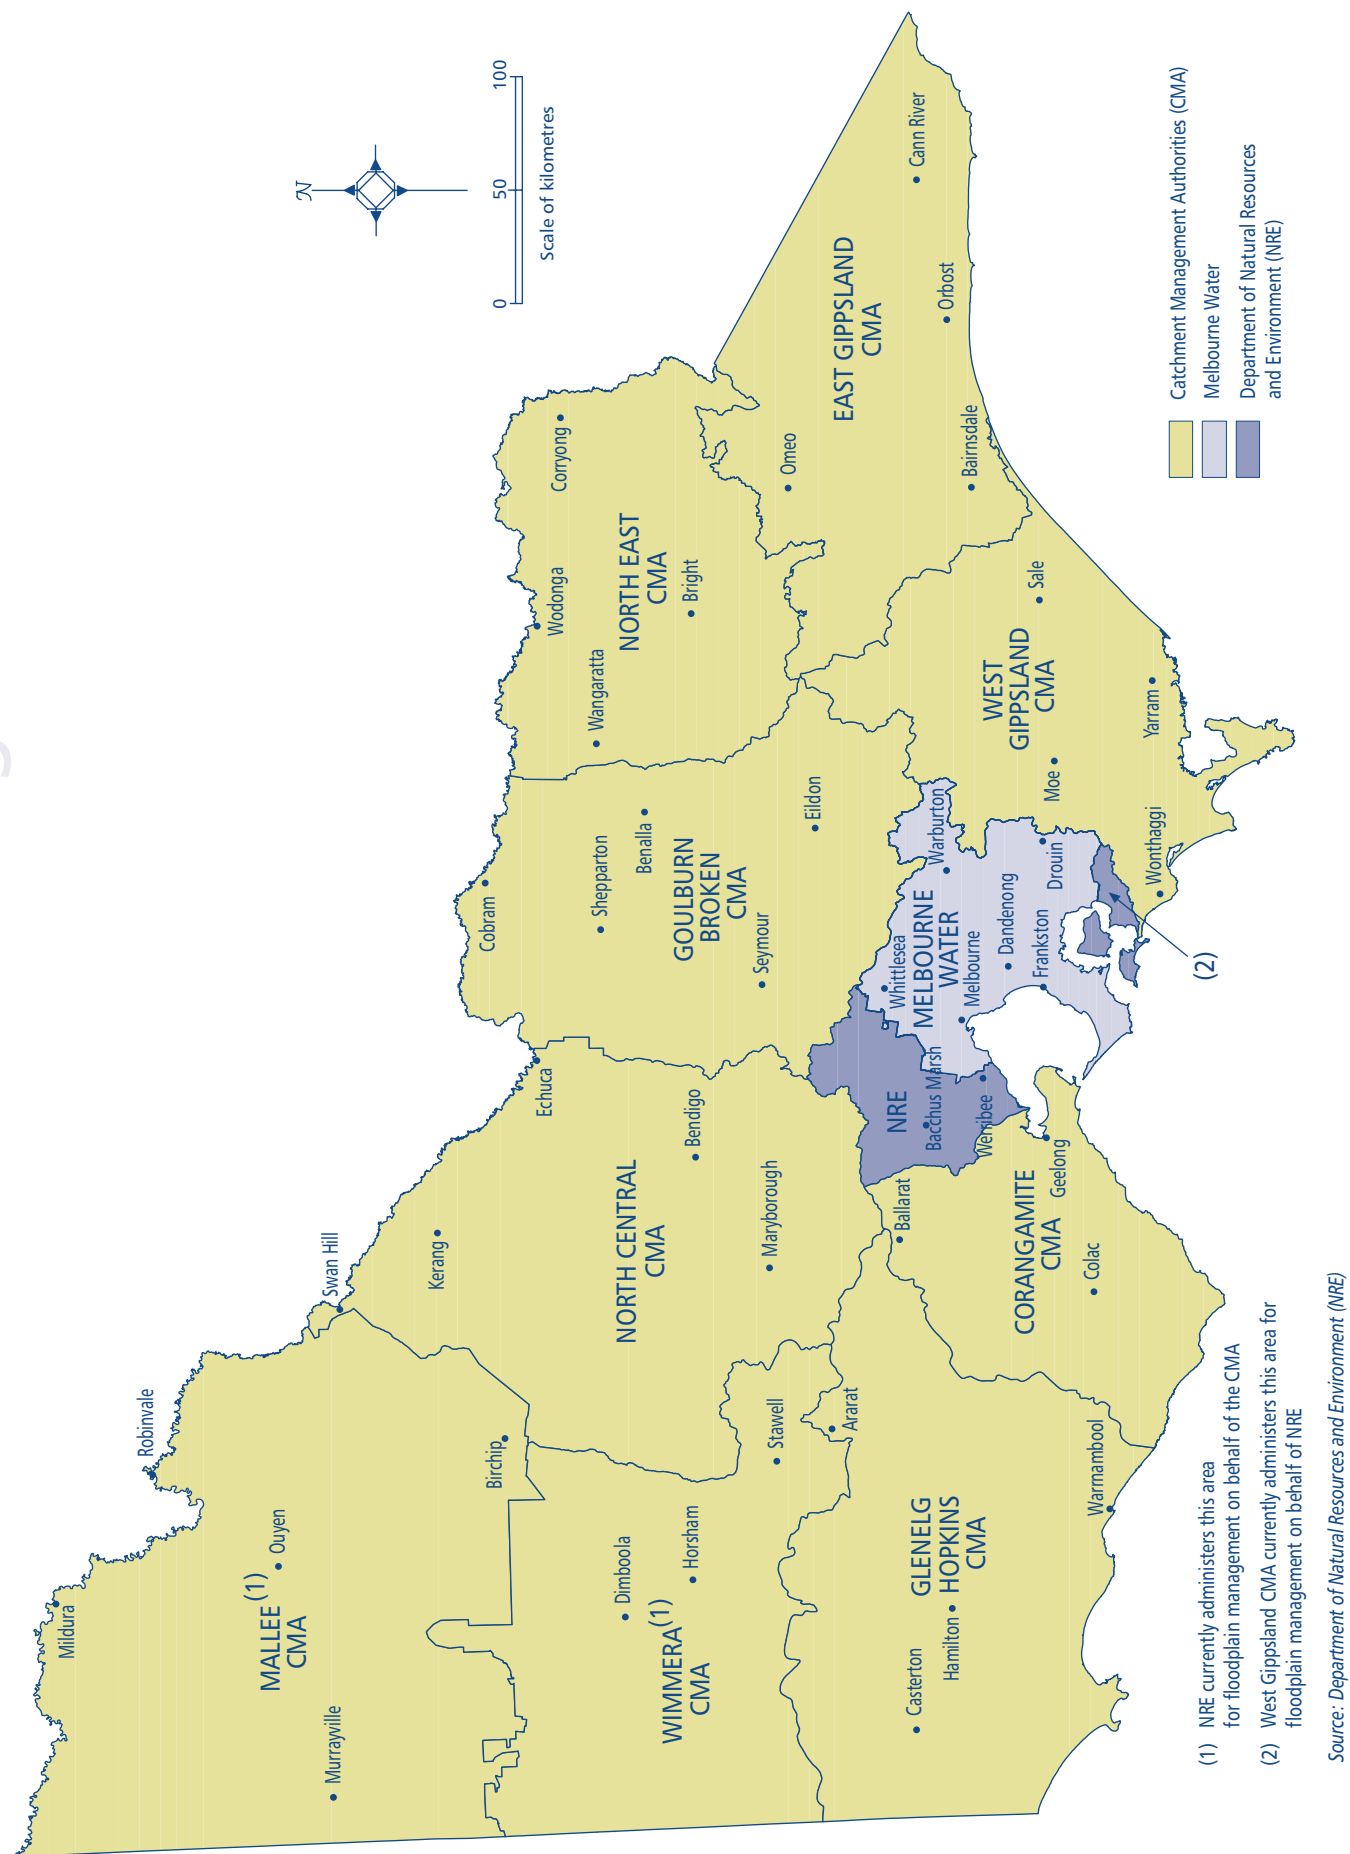 N
0
50
100
Scale of kilometres
Mildura
Robinvale
MALLEE (1)
CMA
Ouyen
Murrayville
Birchip
Swan Hill
Kerang
Echuca
NORTH CENTRAL
CMA
Bendigo
Maryborough
Dimboola
WIMMERA (1)
CMA
Horsham
Stawell
Ararat
Cobram
Shepparton
Benalla
GOULBURN
BROKEN
CMA
Seymour
Eildon
Wodonga
Corryong
Wangaratta
NORTH EAST
CMA
Bright
Omeo
EAST GIPPSLAND
CMA
Cann River
Orbost
Bairnsdale
WEST
GIPPSLAND
CMA
Sale
Moe
Yarram
Wonthaggi
Warburton
MELBOURNE
WATER
Whittlesea
Melbourne
Dandenong
Frankston
Drouin
(2)
NRE
Bacchus Marsh
Werribee
Ballarat
Geelong
CORANGAMITE
CMA
Colac
GLENELG
HOPKINS
CMA
Casterton
Hamilton
Warrnambool
Catchment Management Authorities (CMA)
Melbourne Water
Department of Natural Resources
and Environment (NRE)
(1) NRE currently administers this area
for floodplain management on behalf of the CMA
(2) West Gippsland CMA currently administers this area for
floodplain management on behalf of NRE
Source: Department of Natural Resources and Environment (NRE)